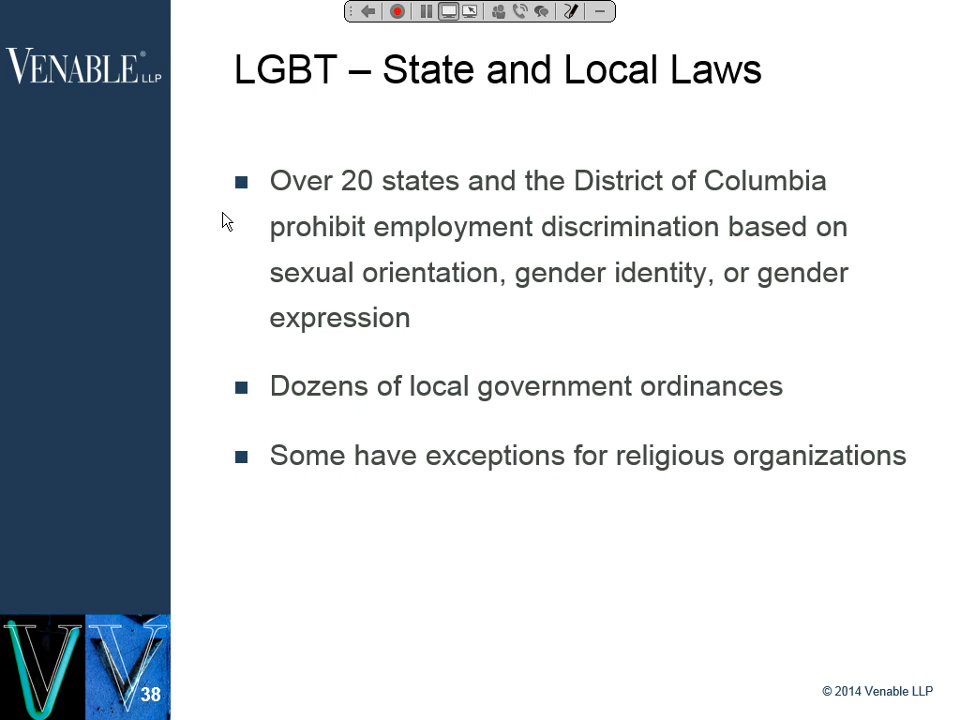 VENABLE® LLP
LGBT – State and Local Laws
■ Over 20 states and the District of Columbia
prohibit employment discrimination based on
sexual orientation, gender identity, or gender
expression
■ Dozens of local government ordinances
■ Some have exceptions for religious organizations
V V
38
© 2014 Venable LLP